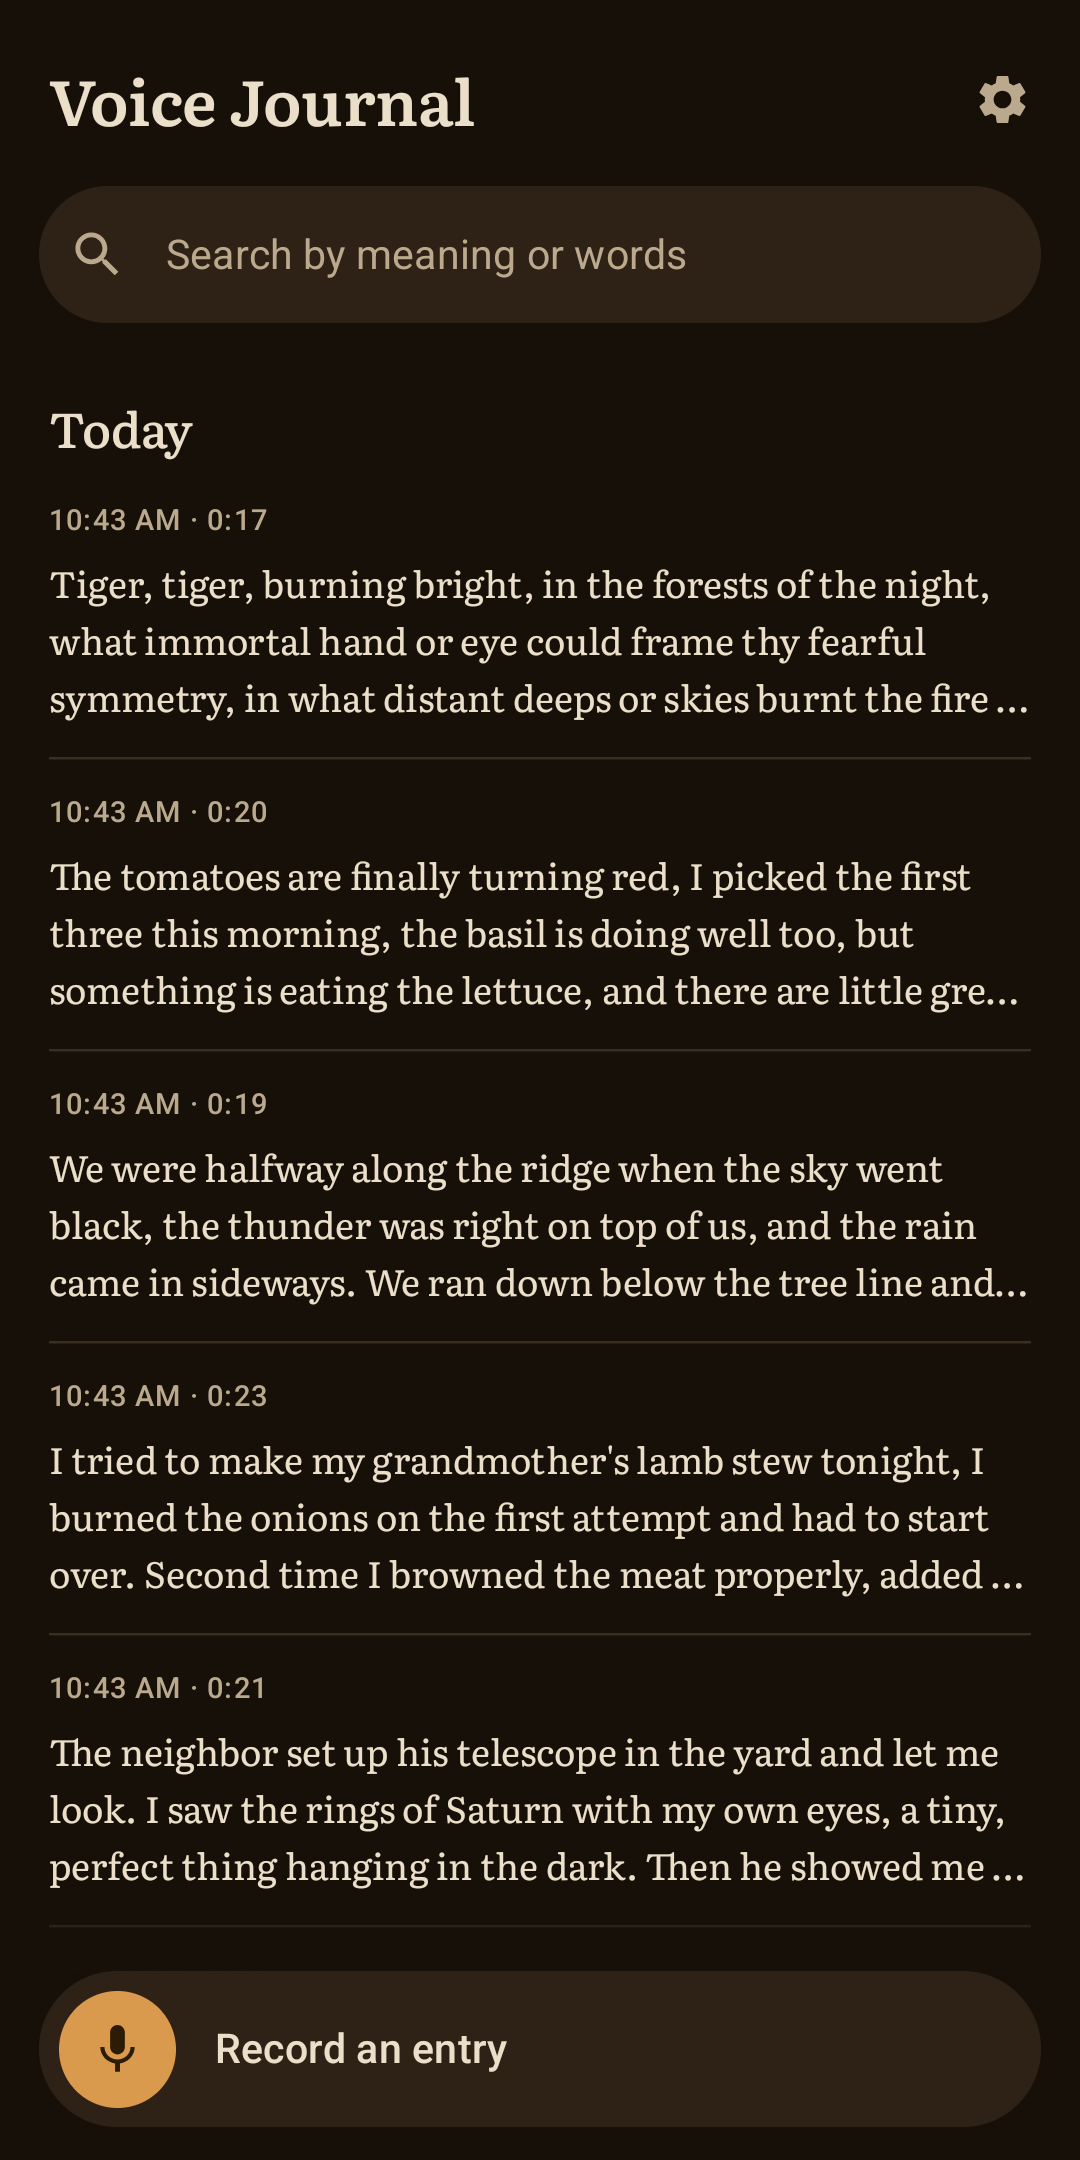 Voice Journal
Search by meaning or words
Today
10:43 AM · 0:17
Tiger, tiger, burning bright, in the forests of the night,
what immortal hand or eye could frame thy fearful
symmetry, in what distant deeps or skies burnt the fire …
10:43 AM · 0:20
The tomatoes are finally turning red, I picked the first
three this morning, the basil is doing well too, but
something is eating the lettuce, and there are little gre…
10:43 AM · 0:19
We were halfway along the ridge when the sky went
black, the thunder was right on top of us, and the rain
came in sideways. We ran down below the tree line and…
10:43 AM · 0:23
I tried to make my grandmother's lamb stew tonight, I
burned the onions on the first attempt and had to start
over. Second time I browned the meat properly, added …
10:43 AM · 0:21
The neighbor set up his telescope in the yard and let me
look. I saw the rings of Saturn with my own eyes, a tiny,
perfect thing hanging in the dark. Then he showed me …
Record an entry